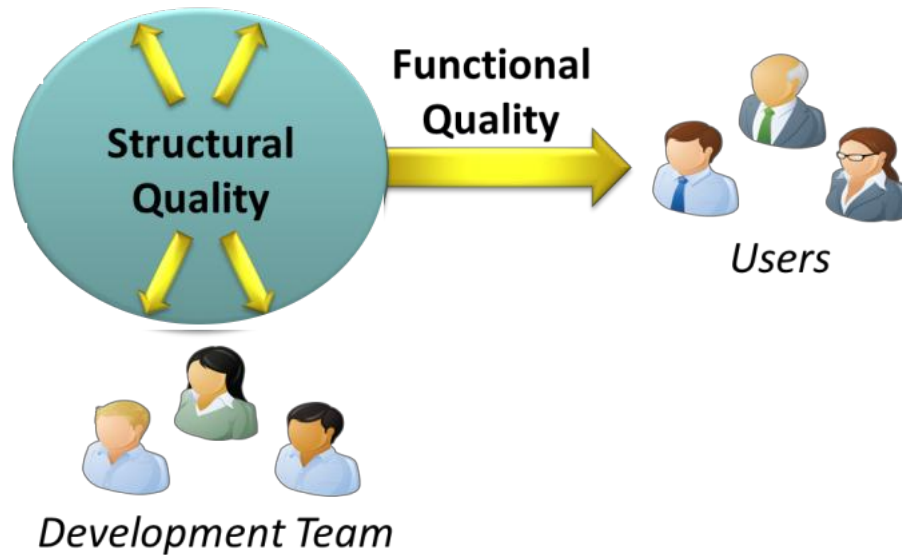 Functional
Quality
Structural
Quality
Users
Development Team